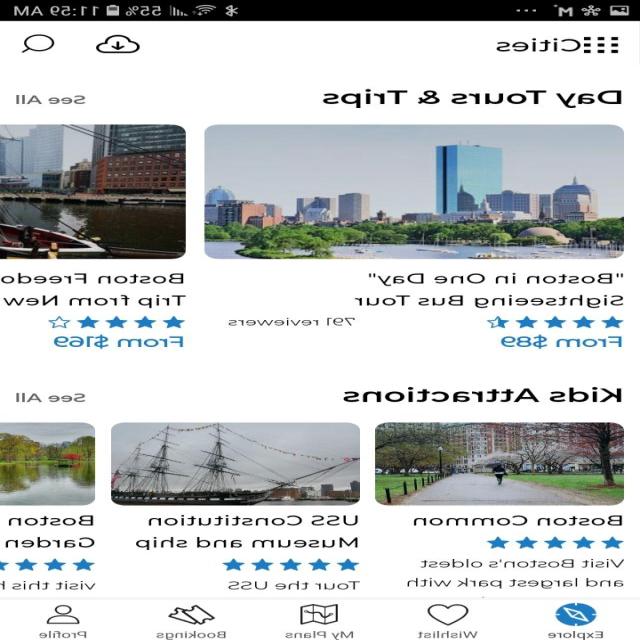 11:59 AM 55%
Cities
Day Tours & Trips See All
"Boston in One Day"
Sightseeing Bus Tour
791 reviewers
From $89
Boston Freedo
Trip from New
From $169
Kids Attractions See All
Boston Common
Visit Boston's oldest
and largest park with
USS Constitution
Museum and ship
Tour the USS
Boston
Garden
visit this h
Explore Wishlist My Plans Bookings Profile